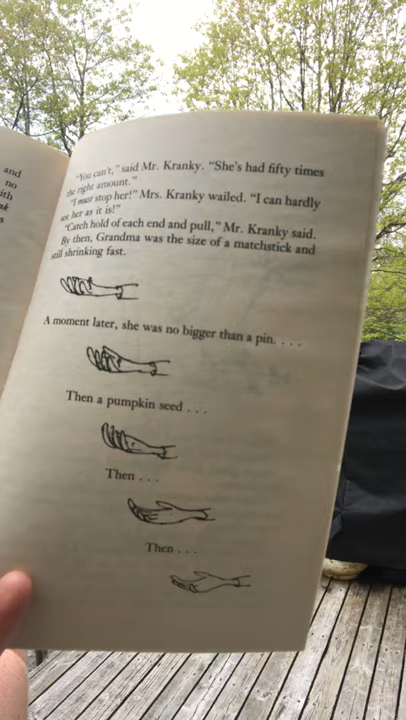 and
no
ith
s
"You can't," said Mr. Kranky. "She's had fifty times
the right amount."
"I must stop her!" Mrs. Kranky wailed. "I can hardly
see her as it is!"
"Catch hold of each end and pull," Mr. Kranky said.
By then, Grandma was the size of a matchstick and
still shrinking fast.
A moment later, she was no bigger than a pin. . . .
Then a pumpkin seed . . .
Then . . .
Then . . .